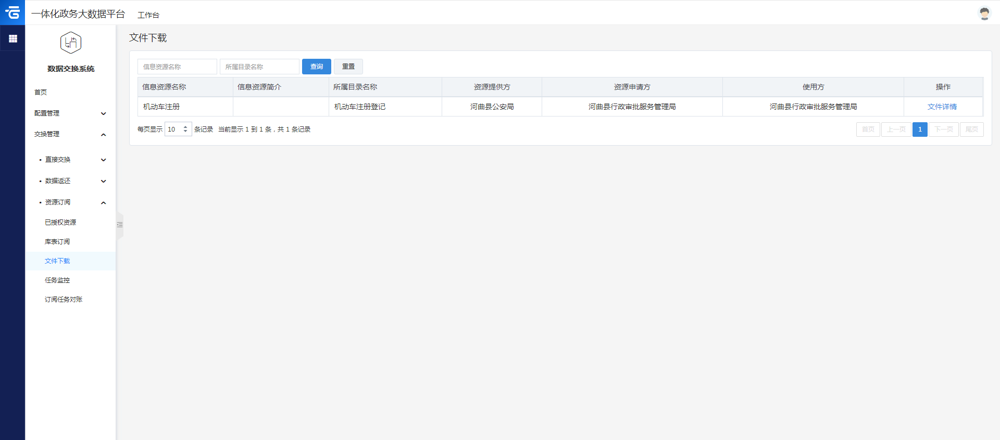 一体化政务大数据平台 工作台
数据交换系统
首页
配置管理
交换管理
• 直接交换
• 数据返还
• 资源订阅
已授权资源
库表订阅
文件下载
任务监控
订阅任务对账
文件下载
信息资源名称 所属目录名称 查询 重置
信息资源名称 信息资源简介 所属目录名称 资源提供方 资源申请方 使用方 操作
机动车注册 机动车注册登记 河曲县公安局 河曲县行政审批服务管理局 河曲县行政审批服务管理局 文件详情
每页显示 10 条记录 当前显示 1 到 1 条，共 1 条记录 首页 上一页 1 下一页 尾页